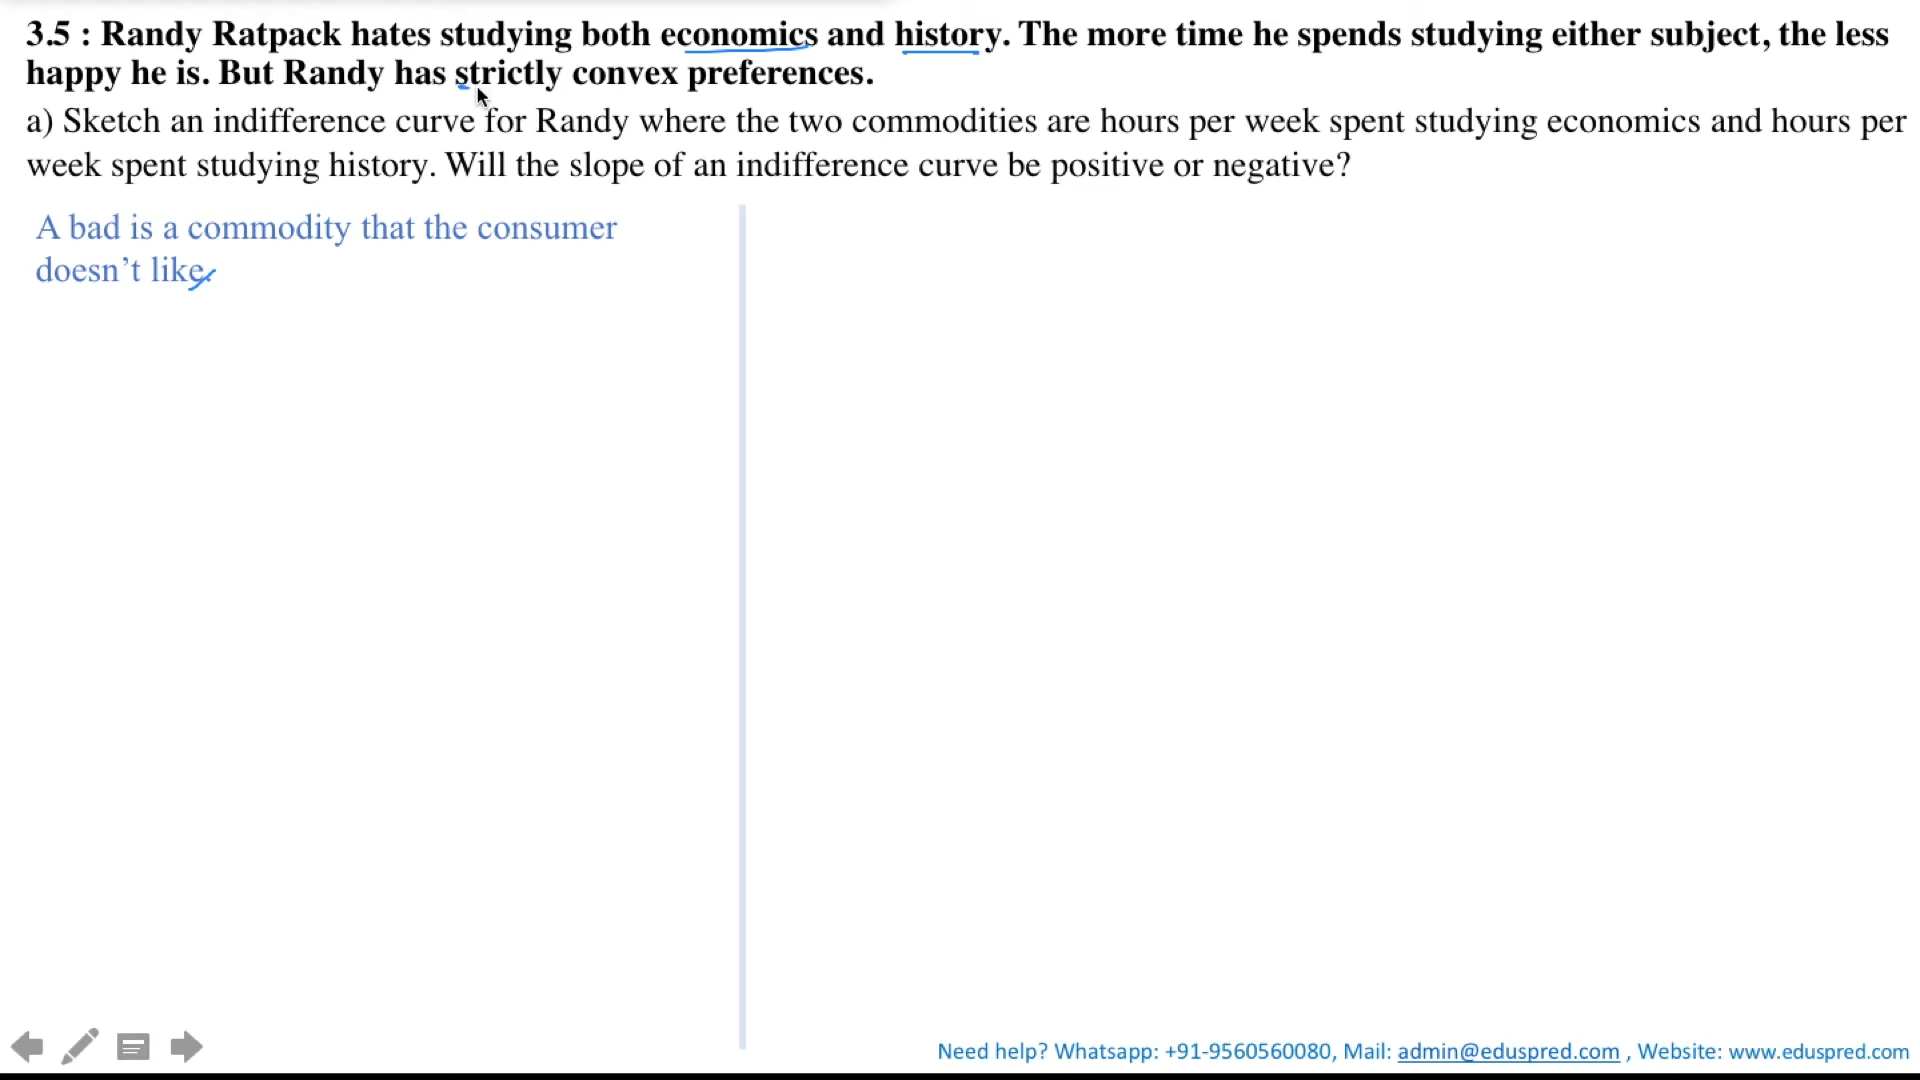 3.5 : Randy Ratpack hates studying both economics and history. The more time he spends studying either subject, the less
happy he is. But Randy has strictly convex preferences.
a) Sketch an indifference curve for Randy where the two commodities are hours per week spent studying economics and hours per
week spent studying history. Will the slope of an indifference curve be positive or negative?
A bad is a commodity that the consumer
doesn’t like.
Need help? Whatsapp: +91-9560560080, Mail: admin@eduspred.com , Website: www.eduspred.com